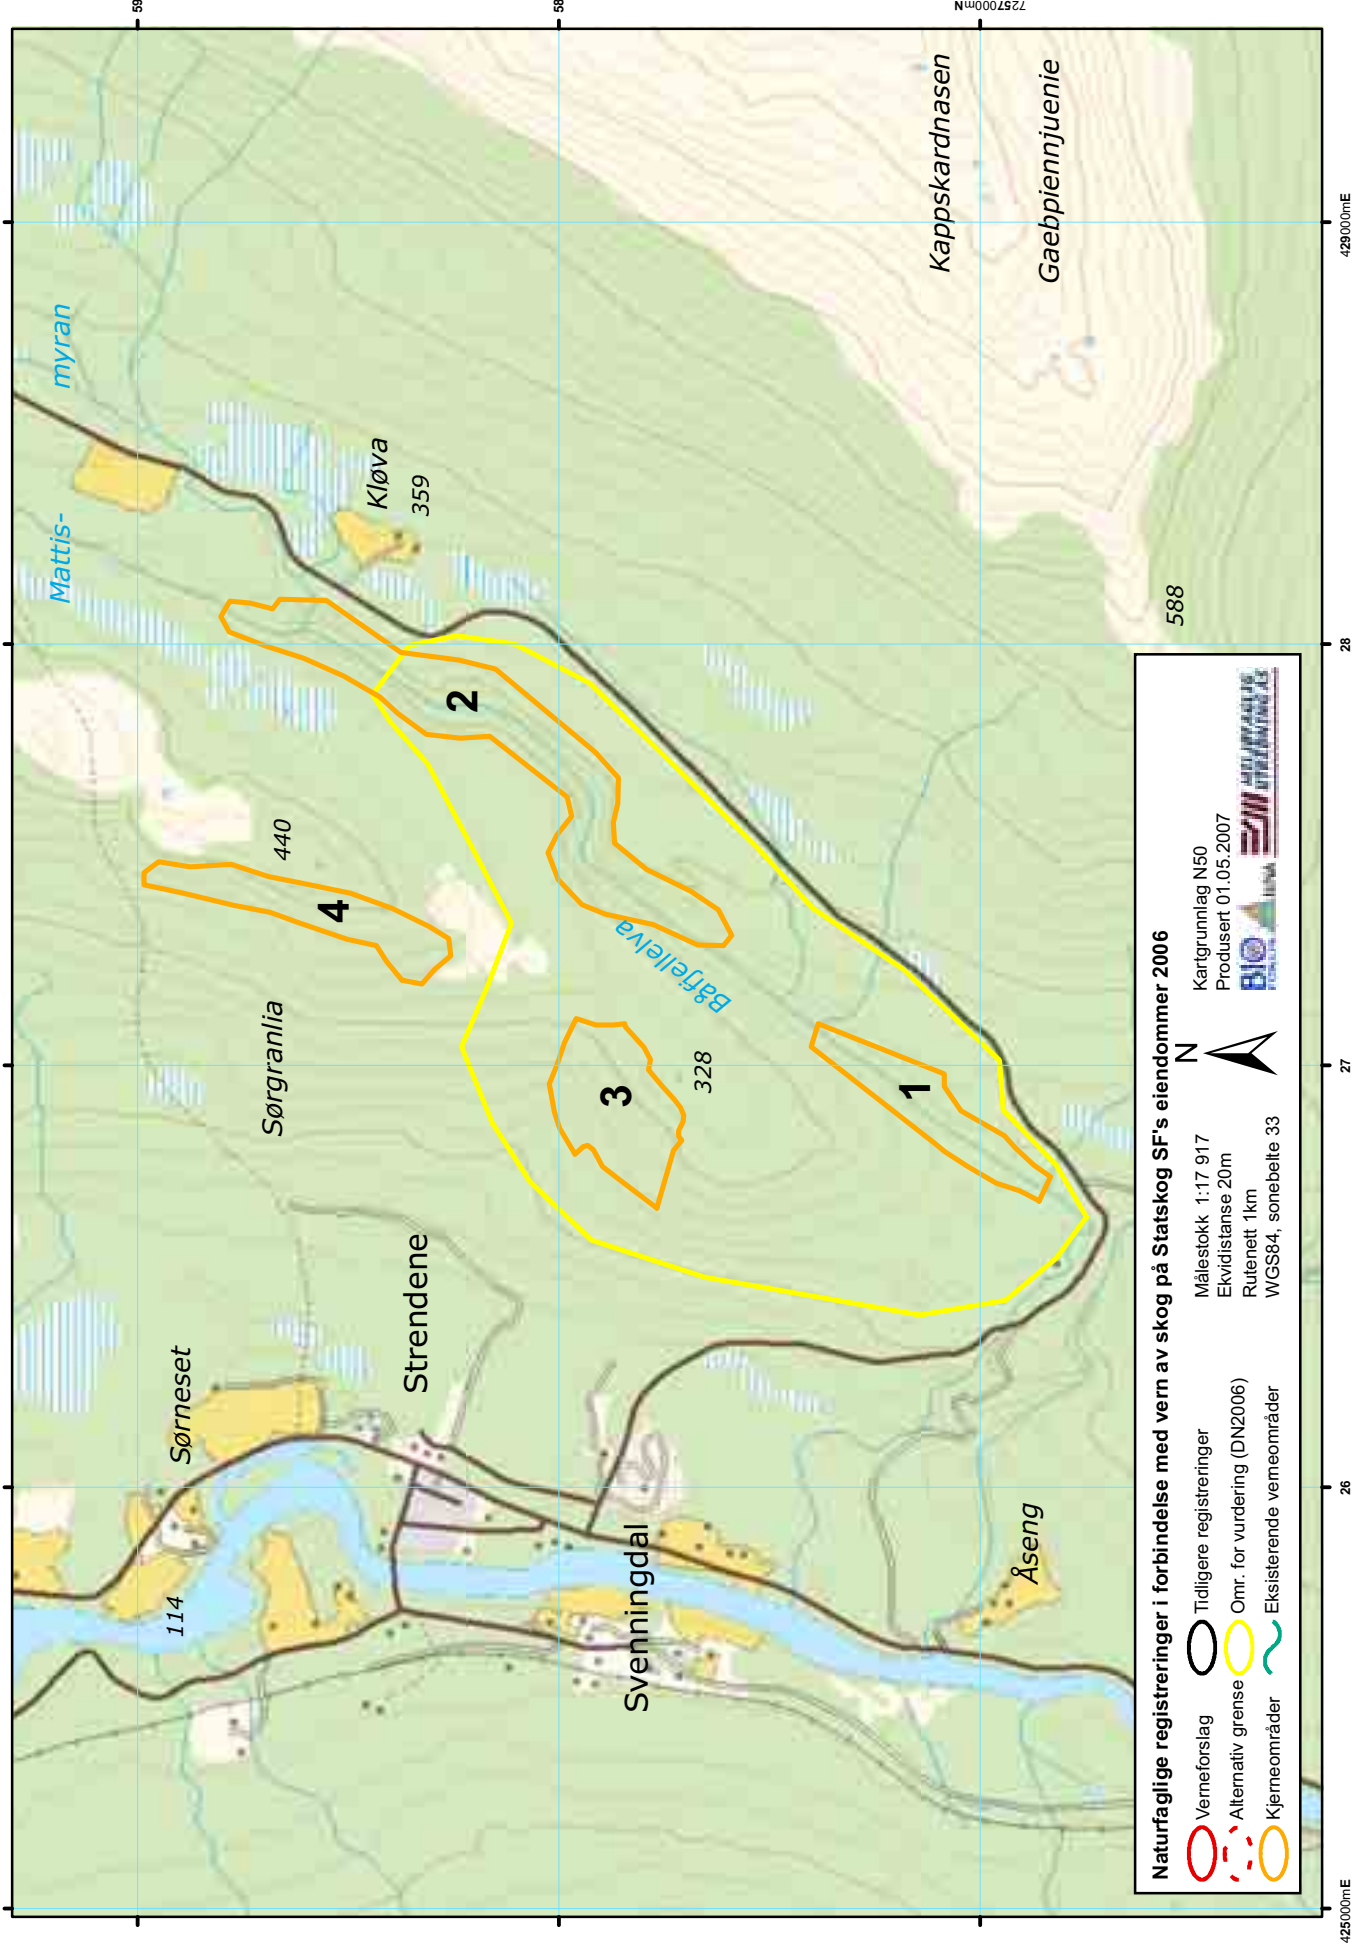 59
58
7257000mN
Mattis-
myran
Kløva
359
440
Sørgranlia
Kappskardnasen
Gaebpiennjuenie
588
Sørneset
Strendene
114
Svenningdal
Åseng
Båfjellelva
328
1
2
3
4
425000mE
26
27
28
429000mE
Naturfaglige registreringer i forbindelse med vern av skog på Statskog SF's eiendommer 2006
Verneforslag
Tidligere registreringer
Alternativ grense
Omr. for vurdering (DN2006)
Kjerneområder
Eksisterende verneområder
Målestokk 1:17 917
Ekvidistanse 20m
Rutenett 1km
WGS84, sonebelte 33
N
Kartgrunnlag N50
Produsert 01.05.2007
BIO